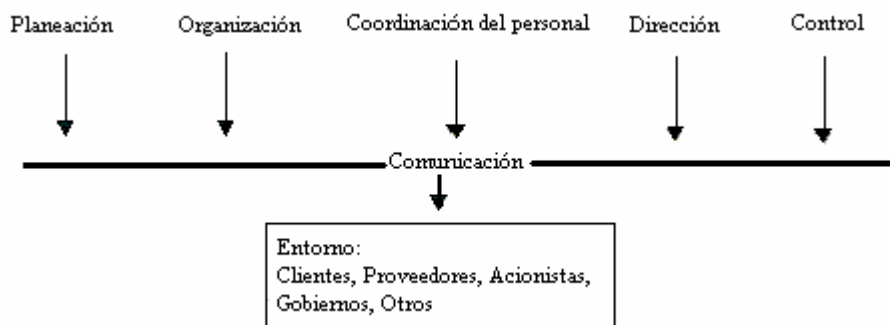 Planeación Organización Coordinación del personal Dirección Control
Comunicación
Entorno:
Clientes, Proveedores, Acionistas,
Gobiernos, Otros